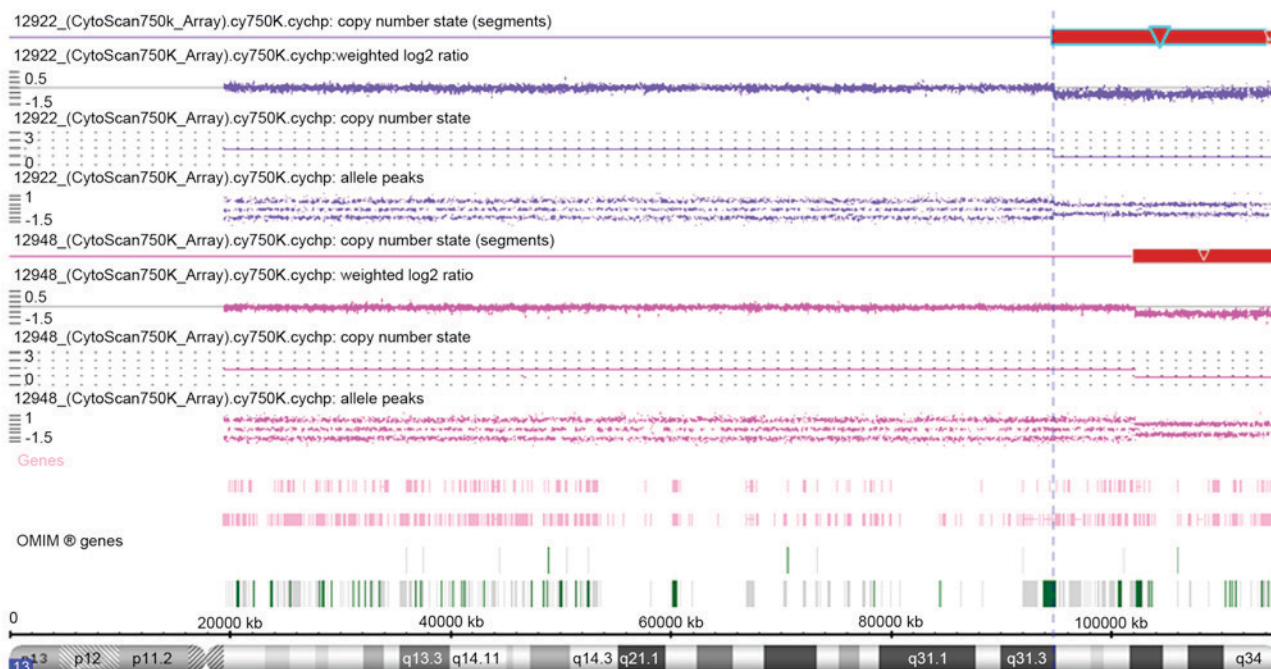 12922_(CytoScan750k_Array).cy750K.cychp: copy number state (segments)
12922_(CytoScan750K_Array).cy750K.cychp:weighted log2 ratio
0.5
-1.5
12922_(CytoScan750K_Array).cy750K.cychp: copy number state
3
0
12922_(CytoScan750K_Array).cy750K.cychp: allele peaks
1
-1.5
12948_(CytoScan750K_Array).cy750K.cychp: copy number state (segments)
12948_(CytoScan750K_Array).cy750K.cychp: weighted log2 ratio
0.5
-1.5
12948_(CytoScan750K_Array).cy750K.cychp: copy number state
3
0
12948_(CytoScan750K_Array).cy750K.cychp: allele peaks
1
-1.5
Genes
OMIM ® genes
0 20000 kb 40000 kb 60000 kb 80000 kb 100000 kb
p13 p12 p11.2 q13.3 q14.11 q14.3 q21.1 q31.1 q31.3 q34
13